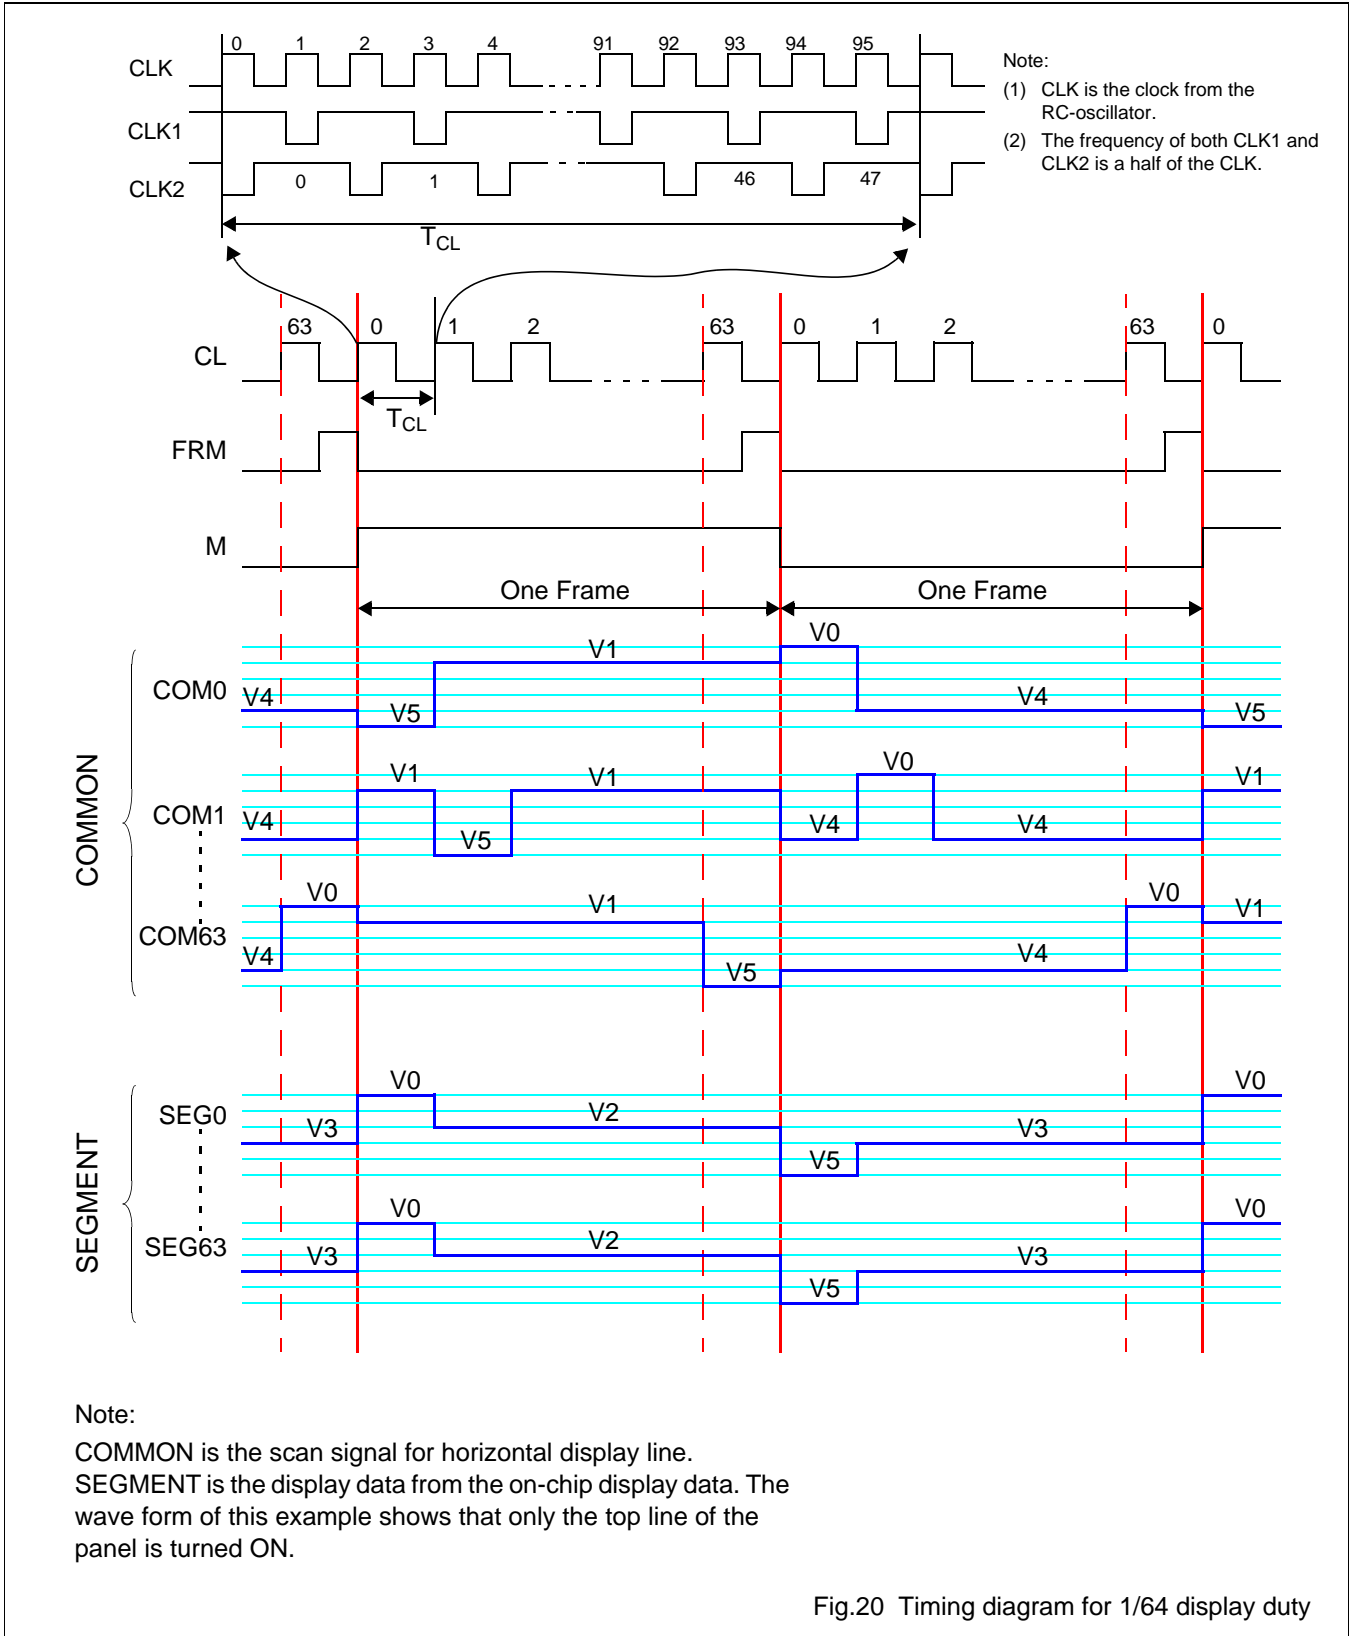 0 1 2 3 4 91 92 93 94 95
CLK
CLK1
CLK2
0 1 46 47
TCL
Note:
(1) CLK is the clock from the
RC-oscillator.
(2) The frequency of both CLK1 and
CLK2 is a half of the CLK.
63 0 1 2 63 0 1 2 63 0
CL
TCL
FRM
M
One Frame One Frame
COMMON
V1 V0
COM0
V4 V5 V4 V5
V1 V1 V0 V1
COM1
V4 V5 V4 V4
V0 V1 V0 V1
COM63
V4 V5 V4
SEGMENT
V0 V0
SEG0
V3 V2 V5 V3
V0 V0
SEG63
V3 V2 V5 V3
Note:
COMMON is the scan signal for horizontal display line.
SEGMENT is the display data from the on-chip display data. The
wave form of this example shows that only the top line of the
panel is turned ON.
Fig.20 Timing diagram for 1/64 display duty